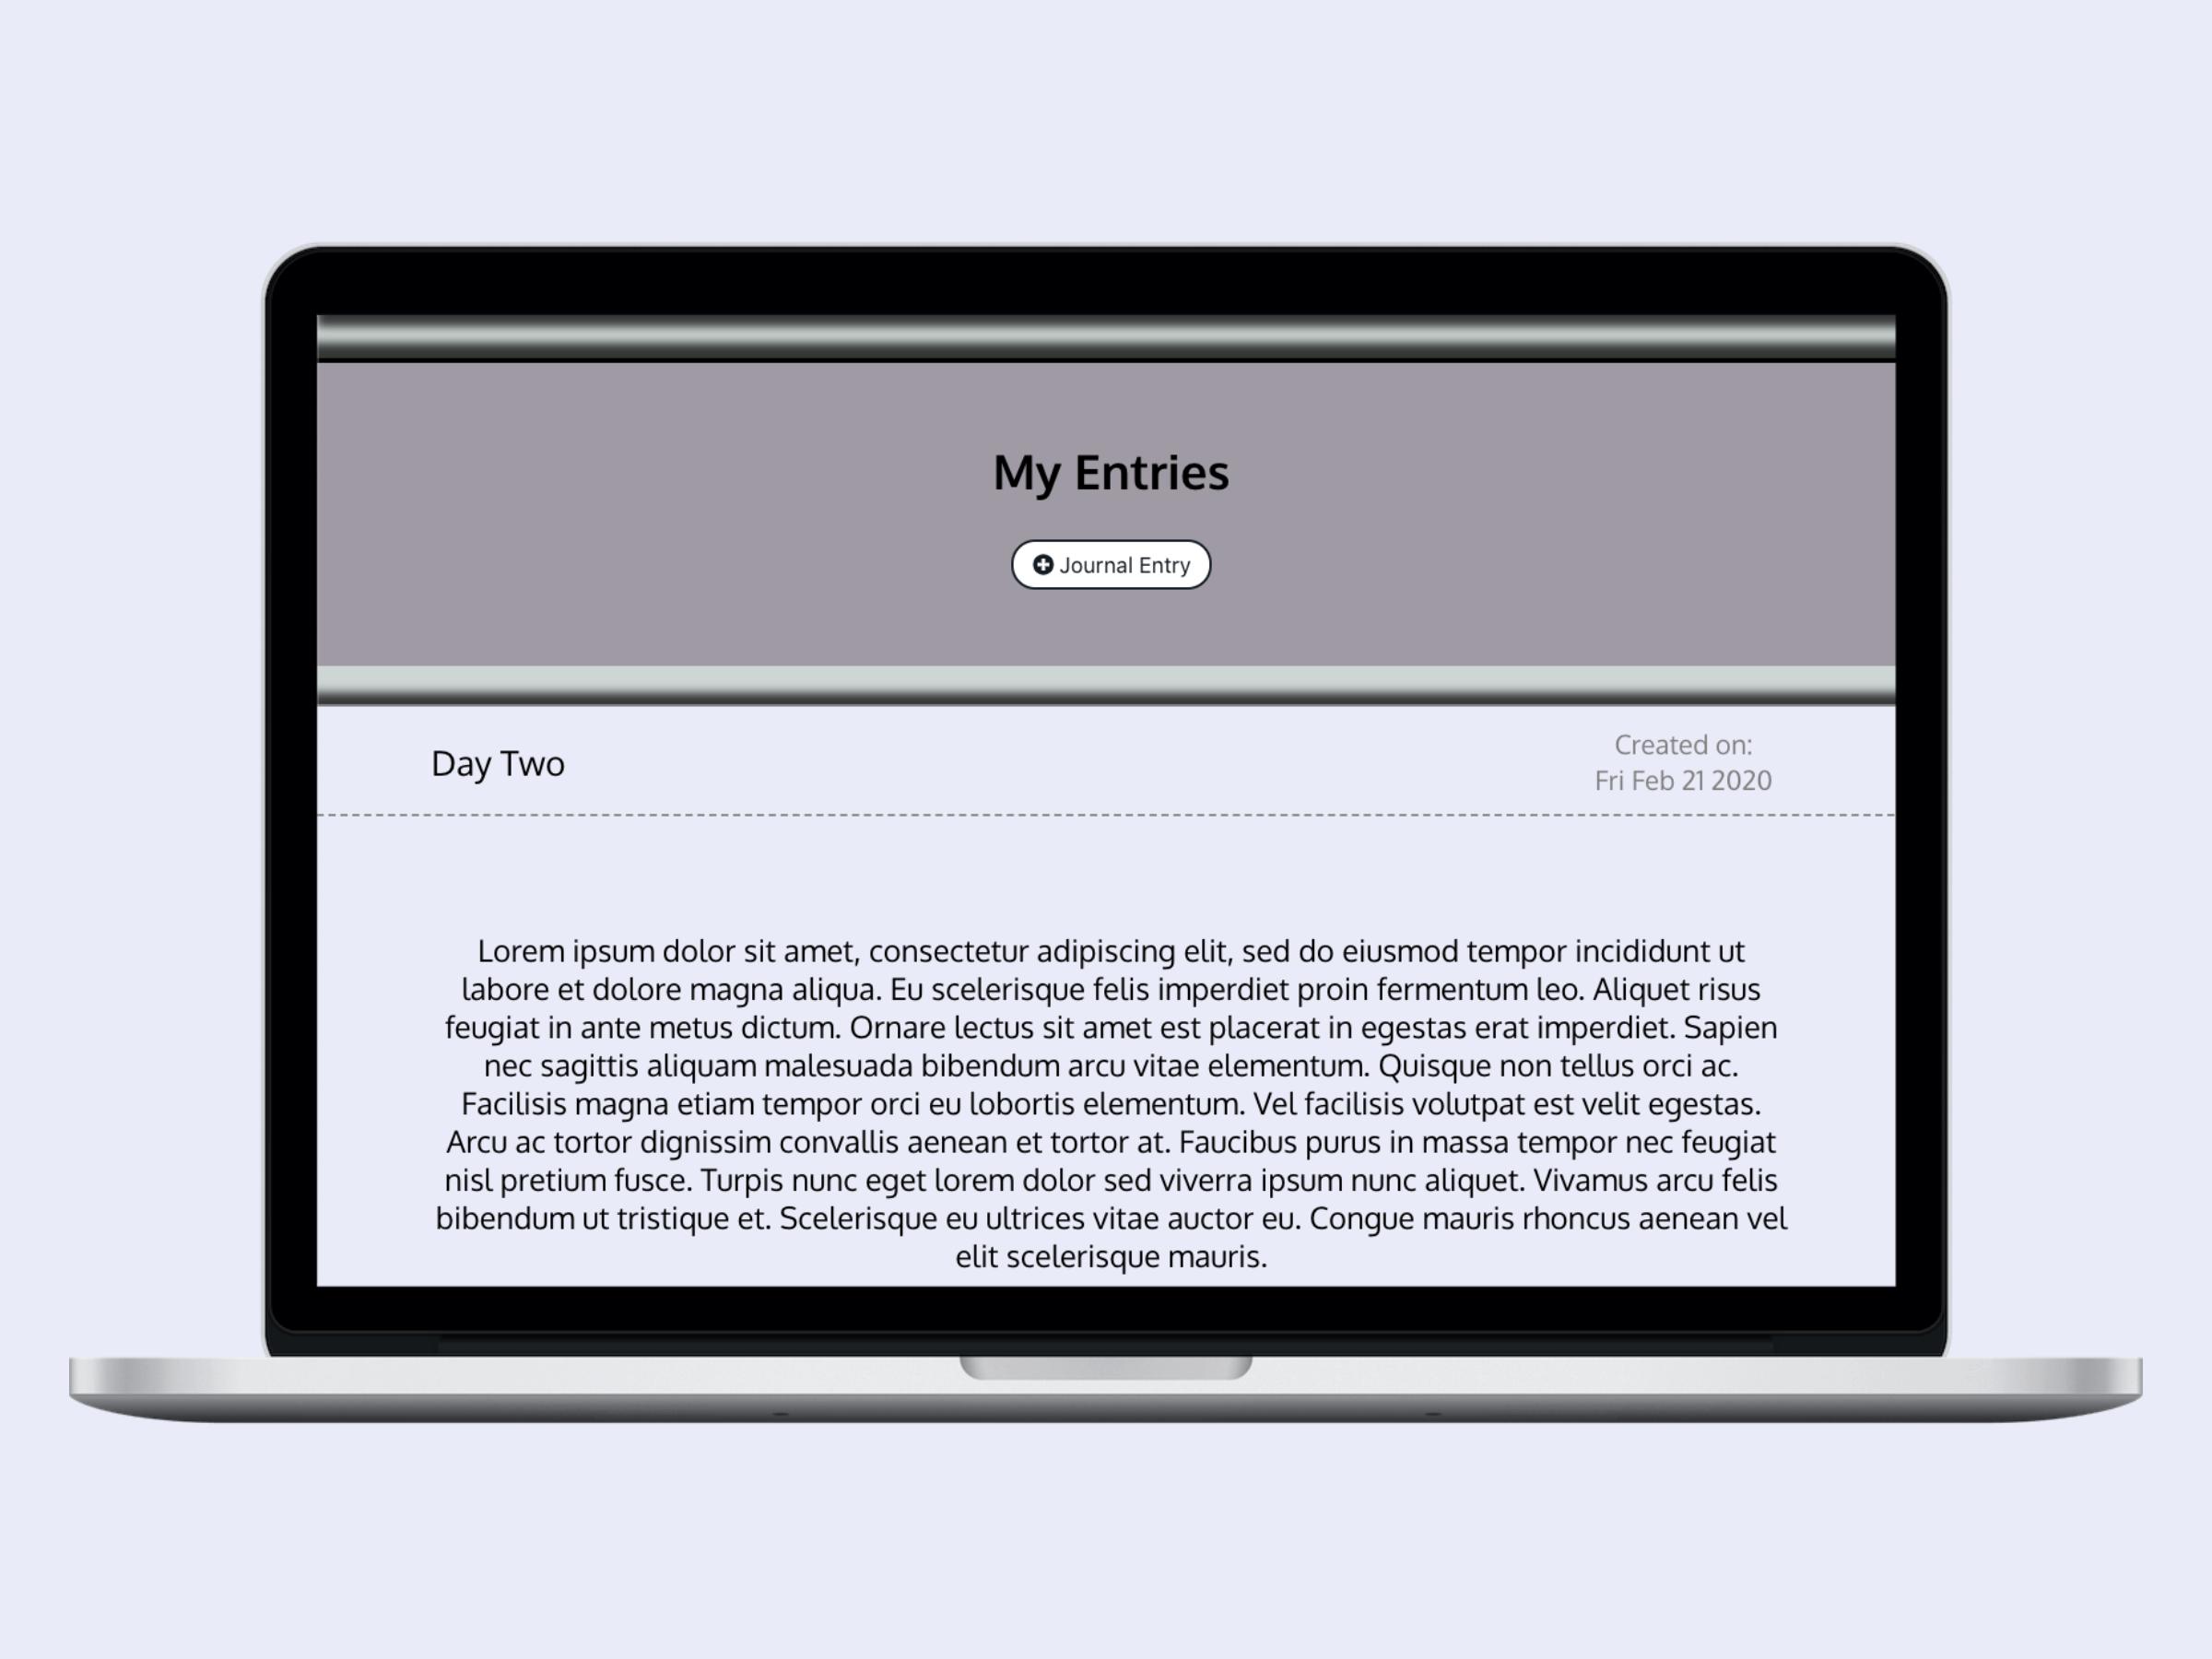 My Entries
Journal Entry
Day Two
Created on:
Fri Feb 21 2020
Lorem ipsum dolor sit amet, consectetur adipiscing elit, sed do eiusmod tempor incididunt ut
labore et dolore magna aliqua. Eu scelerisque felis imperdiet proin fermentum leo. Aliquet risus
feugiat in ante metus dictum. Ornare lectus sit amet est placerat in egestas erat imperdiet. Sapien
nec sagittis aliquam malesuada bibendum arcu vitae elementum. Quisque non tellus orci ac.
Facilisis magna etiam tempor orci eu lobortis elementum. Vel facilisis volutpat est velit egestas.
Arcu ac tortor dignissim convallis aenean et tortor at. Faucibus purus in massa tempor nec feugiat
nisl pretium fusce. Turpis nunc eget lorem dolor sed viverra ipsum nunc aliquet. Vivamus arcu felis
bibendum ut tristique et. Scelerisque eu ultrices vitae auctor eu. Congue mauris rhoncus aenean vel
elit scelerisque mauris.